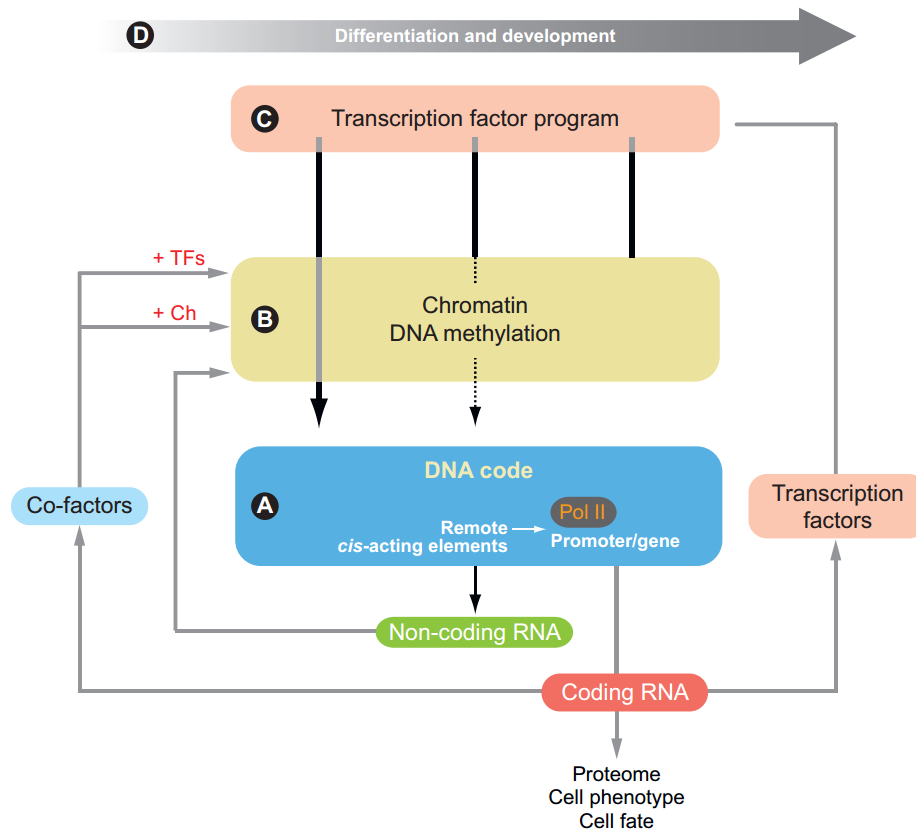 D
Differentiation and development
C
Transcription factor program
+ TFs
+ Ch
B
Chromatin
DNA methylation
DNA code
A
Pol II
Remote
cis-acting elements
Promoter/gene
Co-factors
Transcription
factors
Non-coding RNA
Coding RNA
Proteome
Cell phenotype
Cell fate